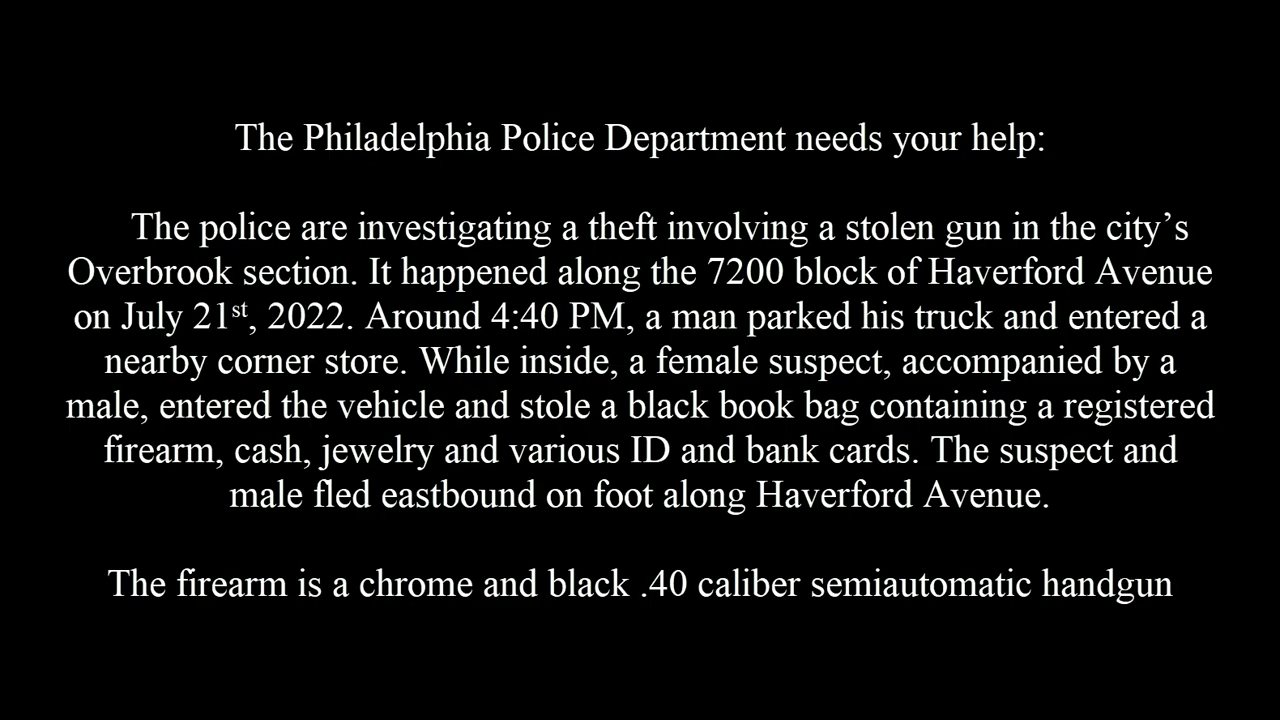 The Philadelphia Police Department needs your help:
The police are investigating a theft involving a stolen gun in the city’s
Overbrook section. It happened along the 7200 block of Haverford Avenue
on July 21st, 2022. Around 4:40 PM, a man parked his truck and entered a
nearby corner store. While inside, a female suspect, accompanied by a
male, entered the vehicle and stole a black book bag containing a registered
firearm, cash, jewelry and various ID and bank cards. The suspect and
male fled eastbound on foot along Haverford Avenue.
The firearm is a chrome and black .40 caliber semiautomatic handgun